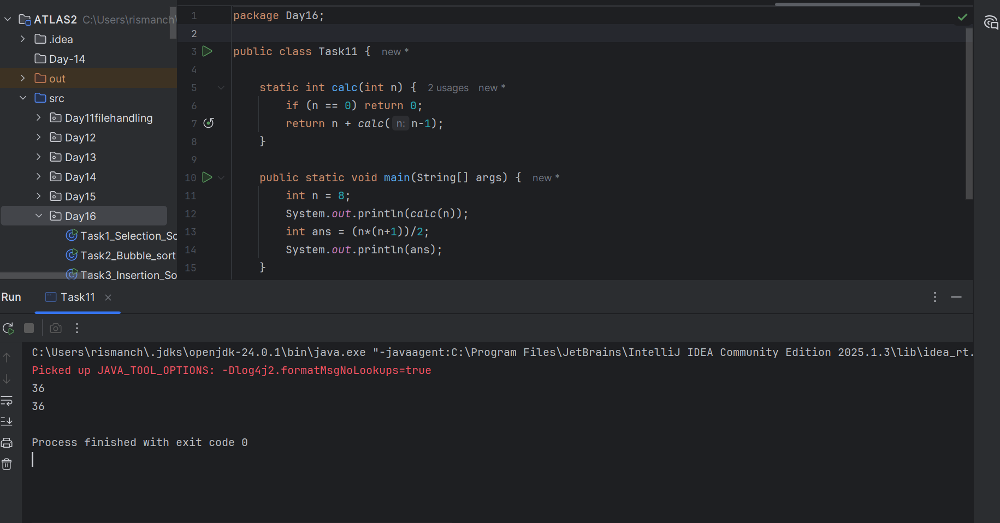 ATLAS2 C:\Users\rismanch\
.idea
Day-14
out
src
Day11filehandling
Day12
Day13
Day14
Day15
Day16
Task1_Selection_So
Task2_Bubble_sort
Task3_Insertion_So
1 package Day16;
2
3 public class Task11 { new *
4
5 static int calc(int n) { 2 usages new *
6 if (n == 0) return 0;
7 return n + calc( n: n-1);
8 }
9
10 public static void main(String[] args) { new *
11 int n = 8;
12 System.out.println(calc(n));
13 int ans = (n*(n+1))/2;
14 System.out.println(ans);
15 }
Run Task11
C:\Users\rismanch\.jdks\openjdk-24.0.1\bin\java.exe "-javaagent:C:\Program Files\JetBrains\IntelliJ IDEA Community Edition 2025.1.3\lib\idea_rt.
Picked up JAVA_TOOL_OPTIONS: -Dlog4j2.formatMsgNoLookups=true
36
36
Process finished with exit code 0